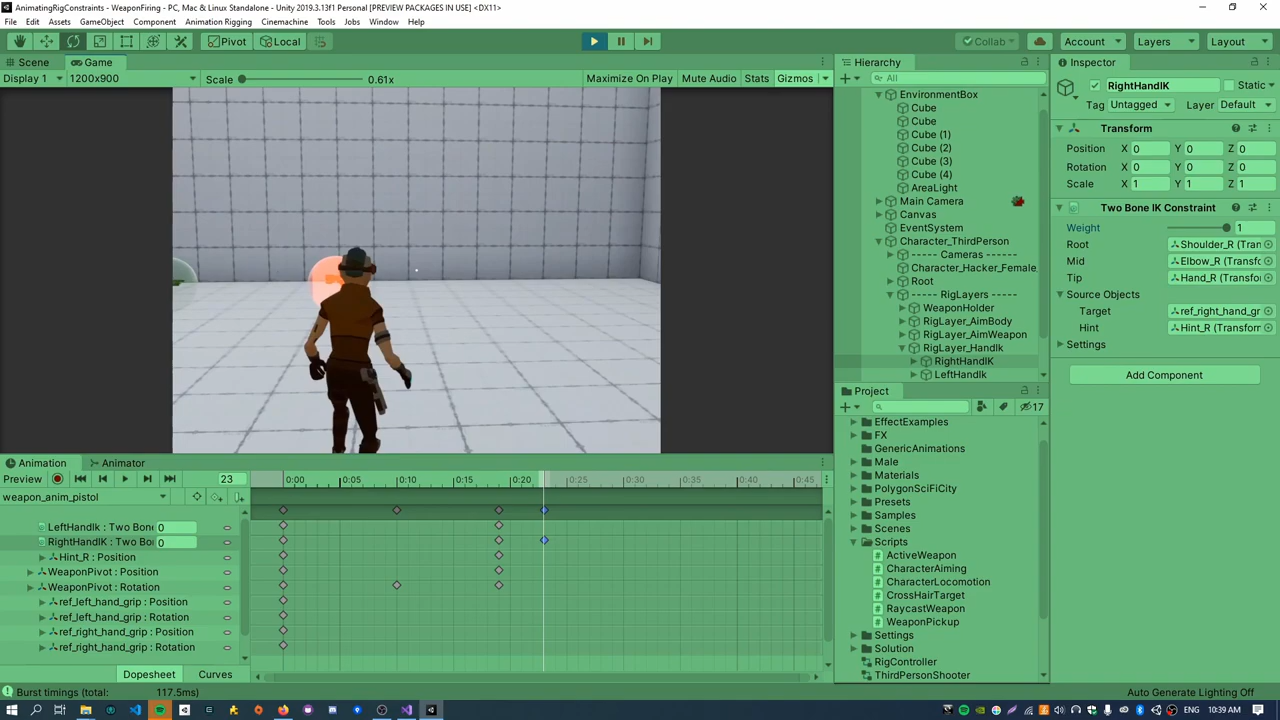 AnimatingRigConstraints - WeaponFiring - PC, Mac & Linux Standalone - Unity 2019.3.13f1 Personal [PREVIEW PACKAGES IN USE] <DX11>
File Edit Assets GameObject Component Animation Rigging Cinemachine Tools Jobs Window Help
Pivot Local Collab Account Layers Layout
Scene Game
Display 1 1200x900 Scale 0.61x Maximize On Play Mute Audio Stats Gizmos
Hierarchy
All
EnvironmentBox
Cube
Cube
Cube (1)
Cube (2)
Cube (3)
Cube (4)
AreaLight
Main Camera
Canvas
EventSystem
Character_ThirdPerson
----- Cameras -----
Character_Hacker_Female
Root
----- RigLayers -----
WeaponHolder
RigLayer_AimBody
RigLayer_AimWeapon
RigLayer_HandIk
RightHandIK
LeftHandIk
Inspector
RightHandIK Static
Tag Untagged Layer Default
Transform
Position X 0 Y 0 Z 0
Rotation X 0 Y 0 Z 0
Scale X 1 Y 1 Z 1
Two Bone IK Constraint
Weight 1
Root Shoulder_R (Tran
Mid Elbow_R (Transfo
Tip Hand_R (Transfor
Source Objects
Target ref_right_hand_gr
Hint Hint_R (Transforr
Settings
Add Component
Project
17
EffectExamples
FX
GenericAnimations
Male
Materials
PolygonSciFiCity
Presets
Samples
Scenes
Scripts
ActiveWeapon
CharacterAiming
CharacterLocomotion
CrossHairTarget
RaycastWeapon
WeaponPickup
Settings
Solution
RigController
ThirdPersonShooter
Animation Animator
Preview 23 0:00 0:05 0:10 0:15 0:20 0:25 0:30 0:35 0:40 0:45
weapon_anim_pistol
LeftHandIk : Two Bon 0
RightHandIK : Two Bo 0
Hint_R : Position
WeaponPivot : Position
WeaponPivot : Rotation
ref_left_hand_grip : Position
ref_left_hand_grip : Rotation
ref_right_hand_grip : Position
ref_right_hand_grip : Rotation
Dopesheet Curves
Burst timings (total: 117.5ms)
Auto Generate Lighting Off
ENG 10:39 AM